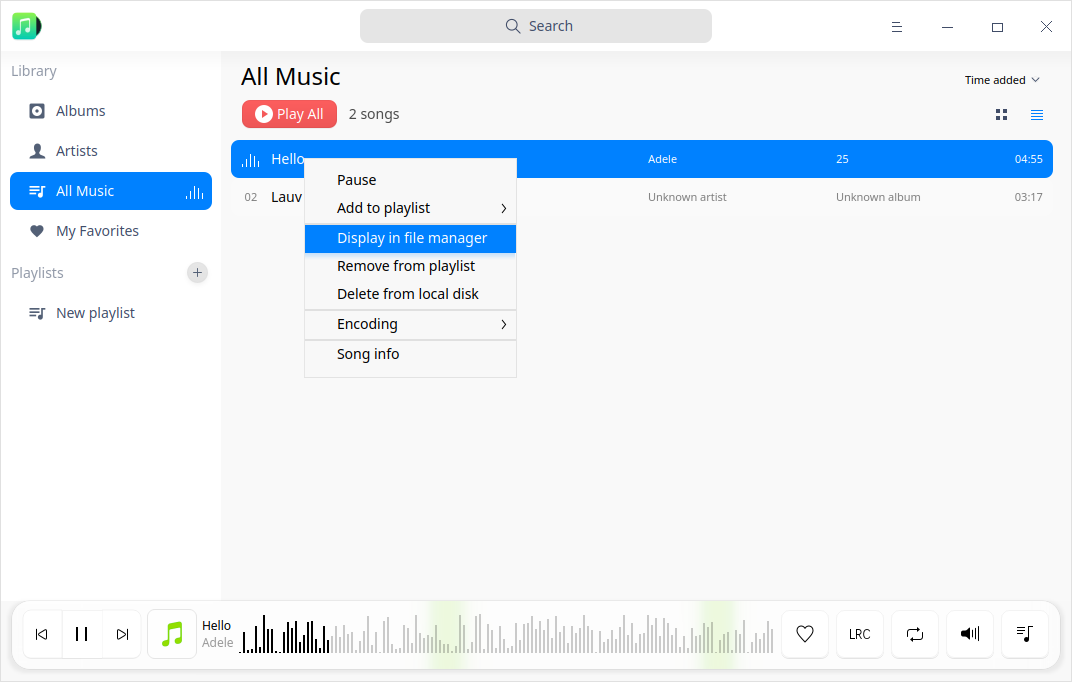 Search
Library
Albums
Artists
All Music
My Favorites
Playlists
New playlist
All Music
Time added
Play All
2 songs
Hello Adele 25 04:55
02 Lauv Unknown artist Unknown album 03:17
Pause
Add to playlist
Display in file manager
Remove from playlist
Delete from local disk
Encoding
Song info
Hello
Adele
LRC